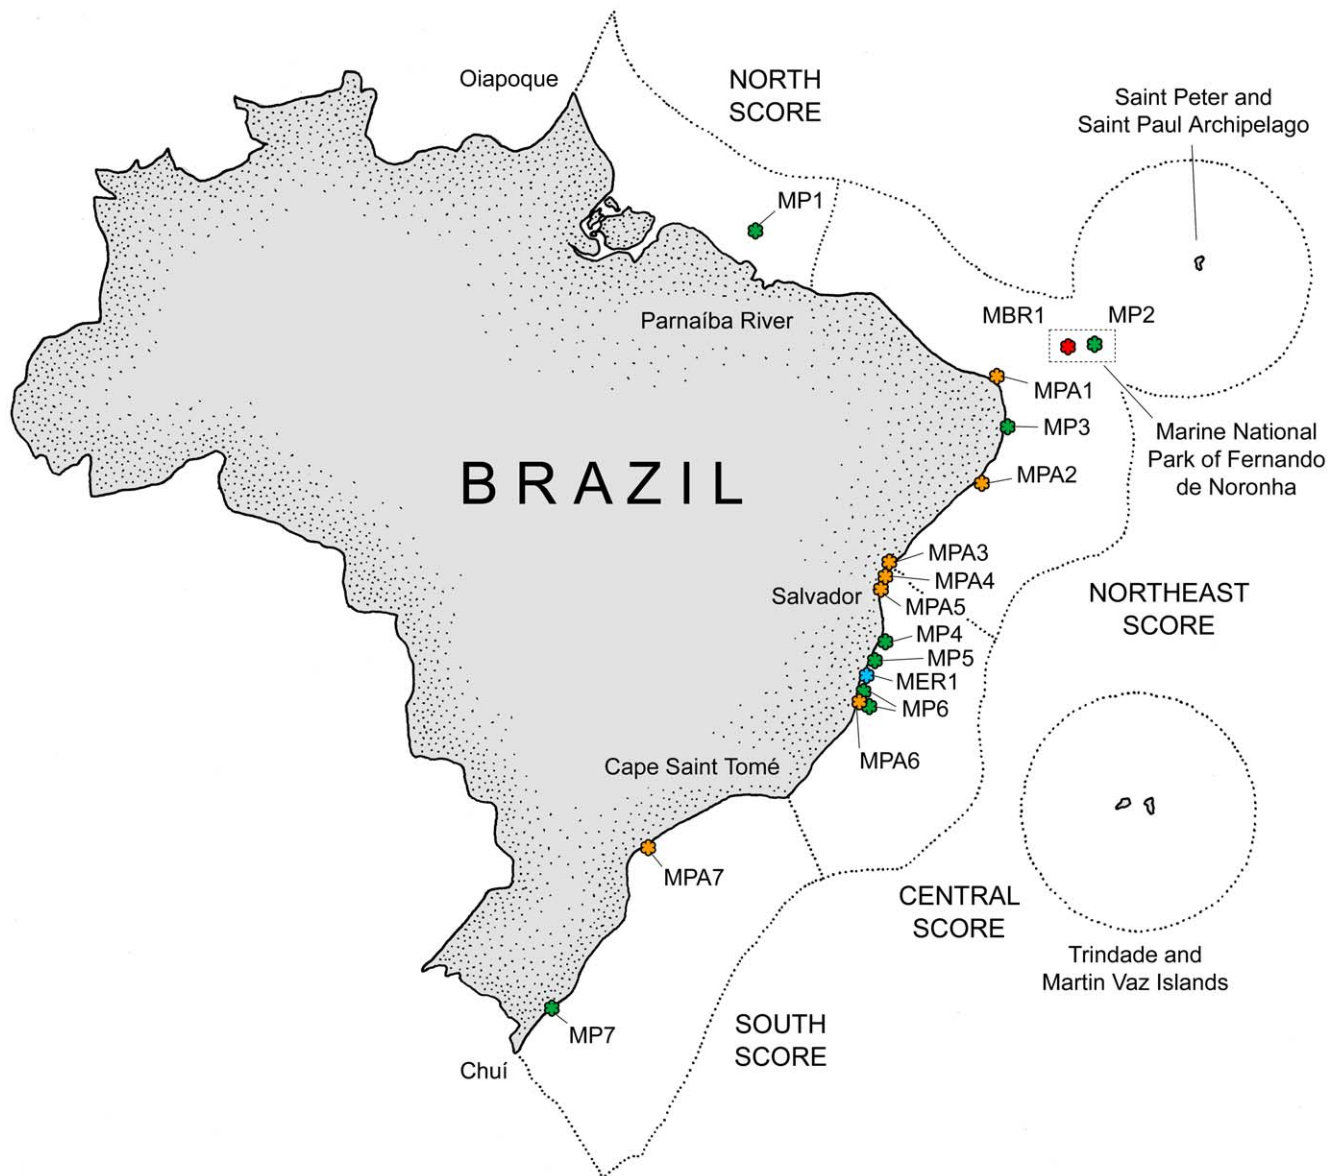 Oiapoque
NORTH
SCORE
Saint Peter and
Saint Paul Archipelago
MP1
Parnaíba River
MBR1
MP2
MPA1
MP3
Marine National
Park of Fernando
de Noronha
MPA2
BRAZIL
MPA3
MPA4
Salvador
MPA5
NORTHEAST
SCORE
MP4
MP5
MER1
MP6
MPA6
Cape Saint Tomé
MPA7
CENTRAL
SCORE
Trindade and
Martin Vaz Islands
SOUTH
SCORE
MP7
Chuí